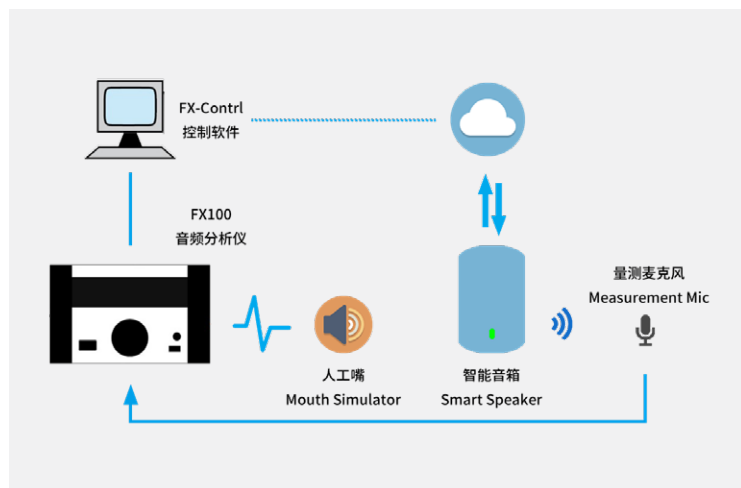 FX-Contrl
控制软件
FX100
音频分析仪
量测麦克风
Measurement Mic
人工嘴
Mouth Simulator
智能音箱
Smart Speaker